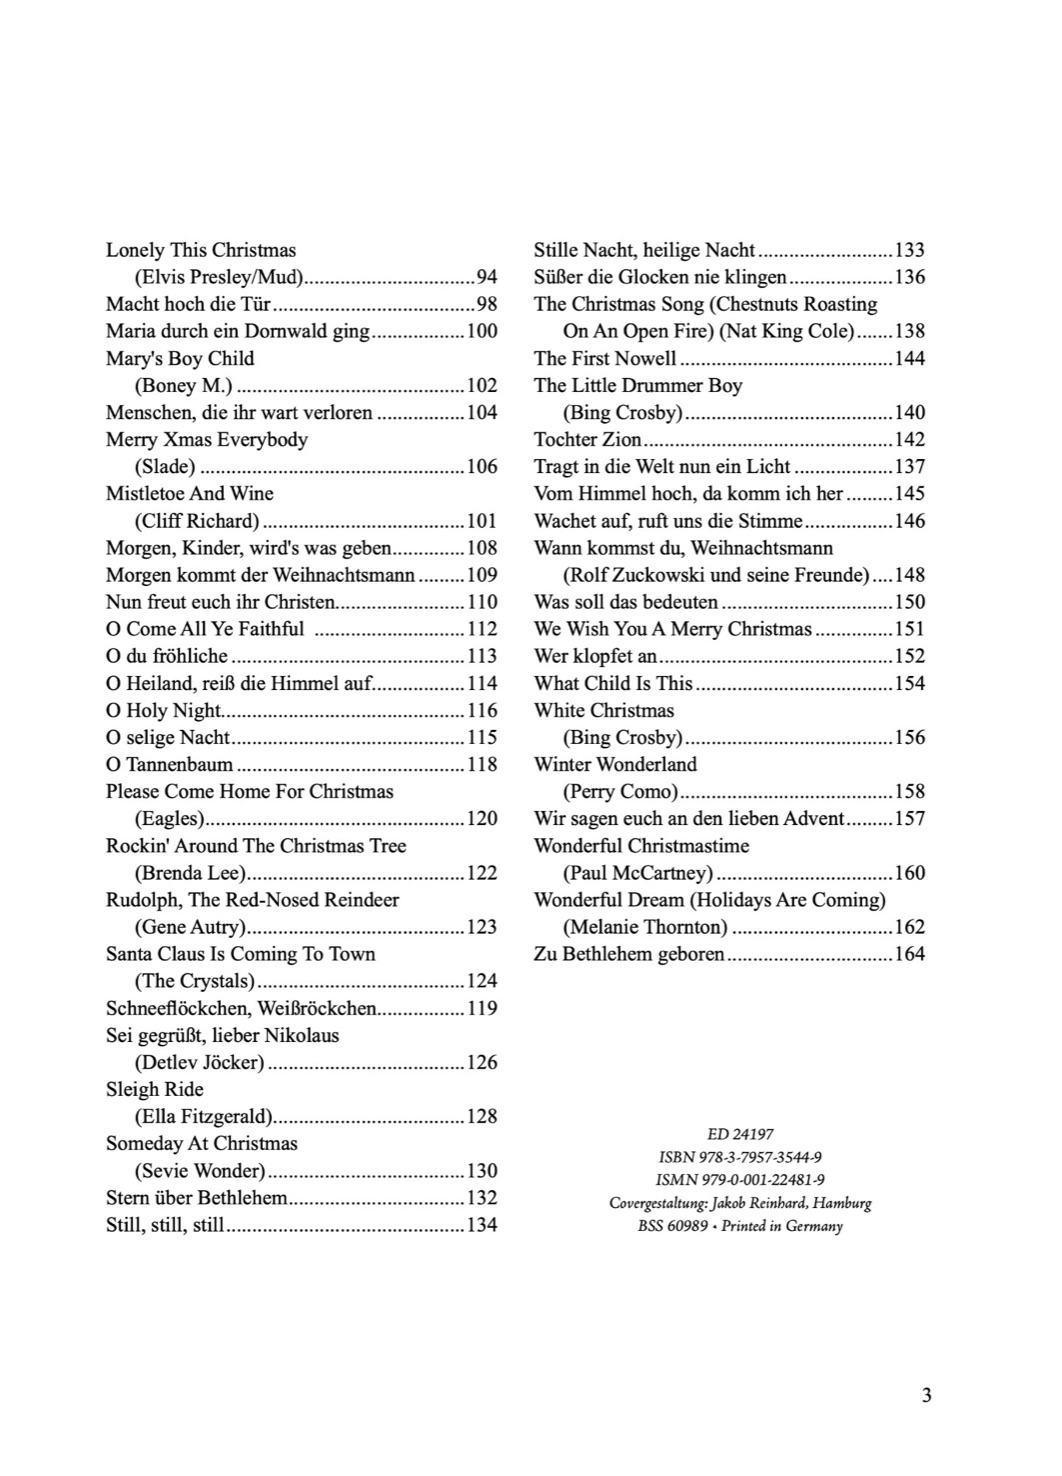 Lonely This Christmas
(Elvis Presley/Mud)................................94
Macht hoch die Tür......................................98
Maria durch ein Dornwald ging..................100
Mary's Boy Child
(Boney M.) ...........................................102
Menschen, die ihr wart verloren .................104
Merry Xmas Everybody
(Slade) ..................................................106
Mistletoe And Wine
(Cliff Richard) ......................................101
Morgen, Kinder, wird's was geben..............108
Morgen kommt der Weihnachtsmann.........109
Nun freut euch ihr Christen.........................110
O Come All Ye Faithful ............................112
O du fröhliche............................................113
O Heiland, reiß die Himmel auf..................114
O Holy Night..............................................116
O selige Nacht............................................115
O Tannenbaum ...........................................118
Please Come Home For Christmas
(Eagles).................................................120
Rockin' Around The Christmas Tree
(Brenda Lee).........................................122
Rudolph, The Red-Nosed Reindeer
(Gene Autry).........................................123
Santa Claus Is Coming To Town
(The Crystals).......................................124
Schneeflöckchen, Weißröckchen.................119
Sei gegrüßt, lieber Nikolaus
(Detlev Jöcker) .....................................126
Sleigh Ride
(Ella Fitzgerald)....................................128
Someday At Christmas
(Sevie Wonder).....................................130
Stern über Bethlehem.................................132
Still, still, still.............................................134
Stille Nacht, heilige Nacht..........................133
Süßer die Glocken nie klingen....................136
The Christmas Song (Chestnuts Roasting
On An Open Fire) (Nat King Cole).......138
The First Nowell.........................................144
The Little Drummer Boy
(Bing Crosby)........................................140
Tochter Zion................................................142
Tragt in die Welt nun ein Licht...................137
Vom Himmel hoch, da komm ich her.........145
Wachet auf, ruft uns die Stimme.................146
Wann kommst du, Weihnachtsmann
(Rolf Zuckowski und seine Freunde)....148
Was soll das bedeuten.................................150
We Wish You A Merry Christmas...............151
Wer klopfet an.............................................152
What Child Is This......................................154
White Christmas
(Bing Crosby)........................................156
Winter Wonderland
(Perry Como).........................................158
Wir sagen euch an den lieben Advent.........157
Wonderful Christmastime
(Paul McCartney)..................................160
Wonderful Dream (Holidays Are Coming)
(Melanie Thornton) ...............................162
Zu Bethlehem geboren................................164
ED 24197
ISBN 978-3-7957-3544-9
ISMN 979-0-001-22481-9
Covergestaltung: Jakob Reinhard, Hamburg
BSS 60989 • Printed in Germany
3